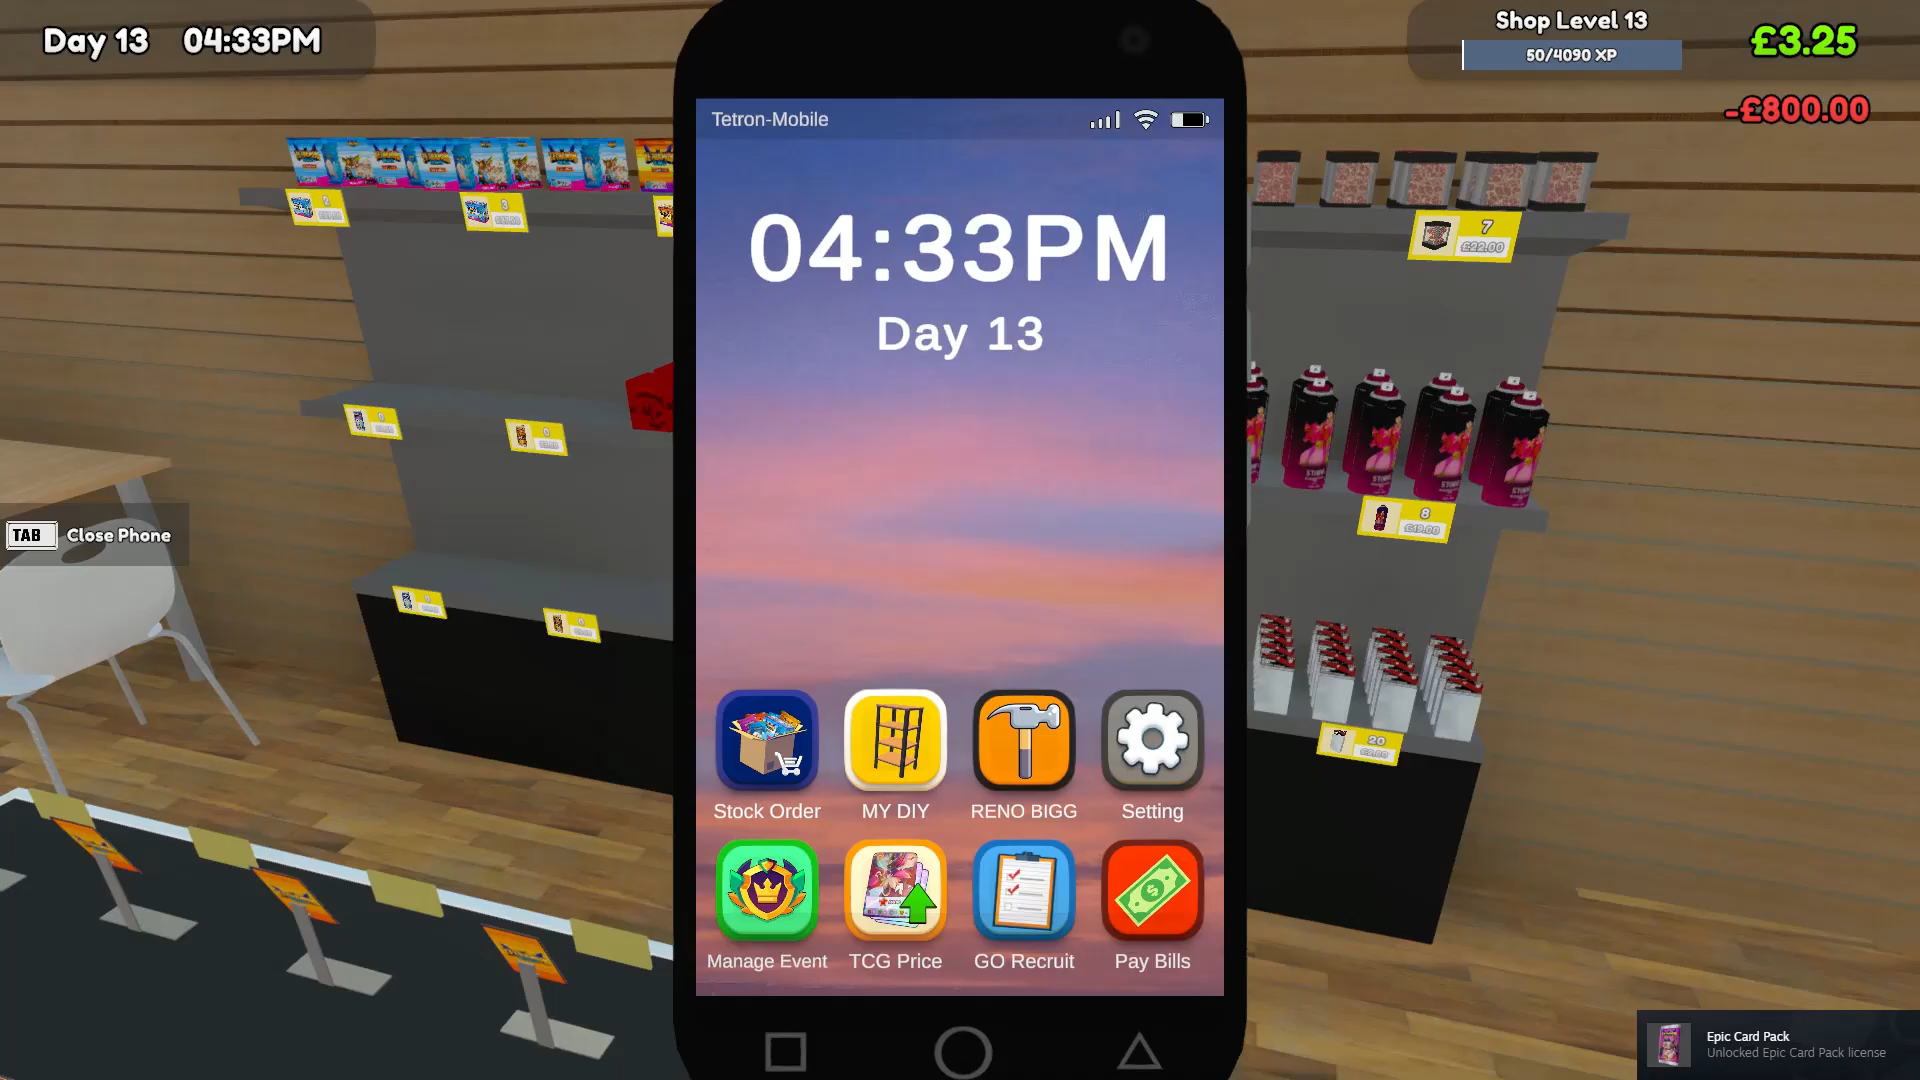 Day 13 04:33PM
Shop Level 13
50/4090 XP
£3.25
-£800.00
Tetron-Mobile
04:33PM
Day 13
2
3
7
£22.00
8
£19.00
20
TAB Close Phone
Stock Order MY DIY RENO BIGG Setting
Manage Event TCG Price GO Recruit Pay Bills
Epic Card Pack
Unlocked Epic Card Pack license